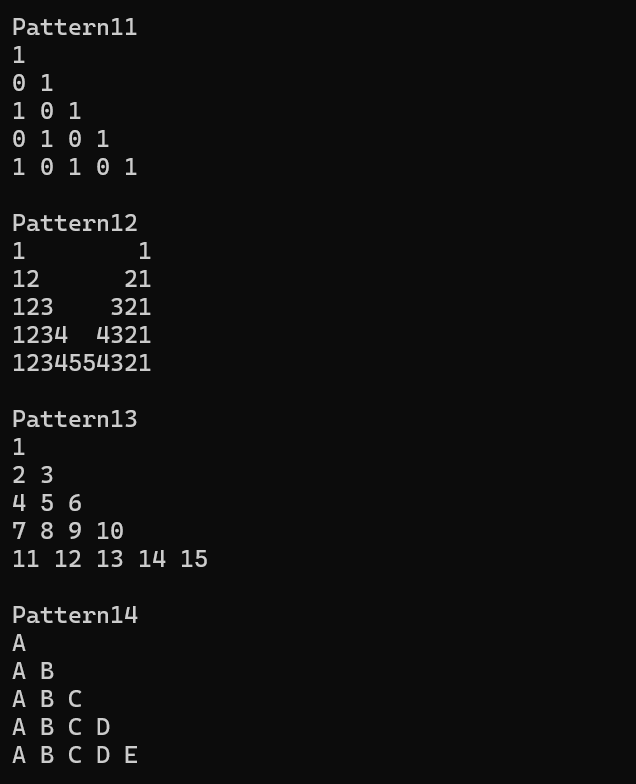 Pattern11
1
0 1
1 0 1
0 1 0 1
1 0 1 0 1

Pattern12
1        1
12      21
123    321
1234  4321
1234554321

Pattern13
1
2 3
4 5 6
7 8 9 10
11 12 13 14 15

Pattern14
A
A B
A B C
A B C D
A B C D E